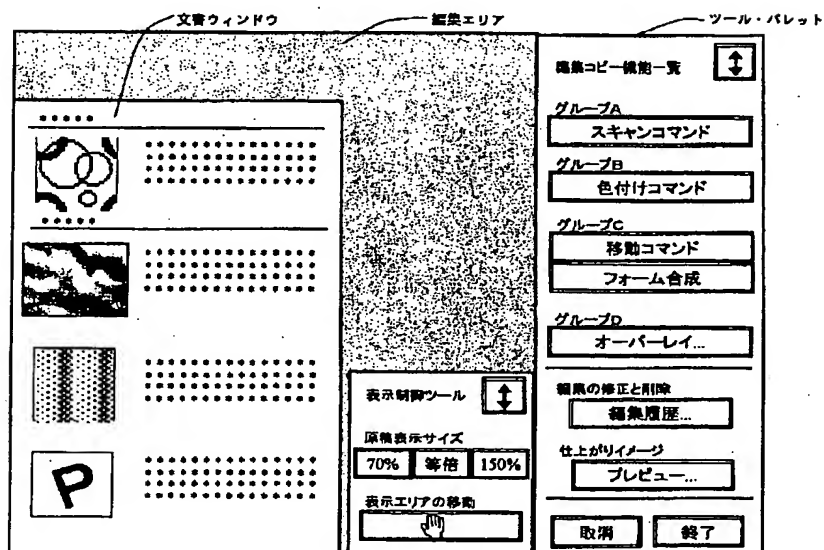 文書ウィンドウ
編集エリア
ツール・パレット
編集コピー機能一覧
グループA
スキャンコマンド
グループB
色付けコマンド
グループC
移動コマンド
フォーム合成
グループD
オーバーレイ...
編集の修正と削除
編集履歴...
仕上がりイメージ
プレビュー...
取消 終了
表示制御ツール
原稿表示サイズ
70% 等倍 150%
表示エリアの移動
P